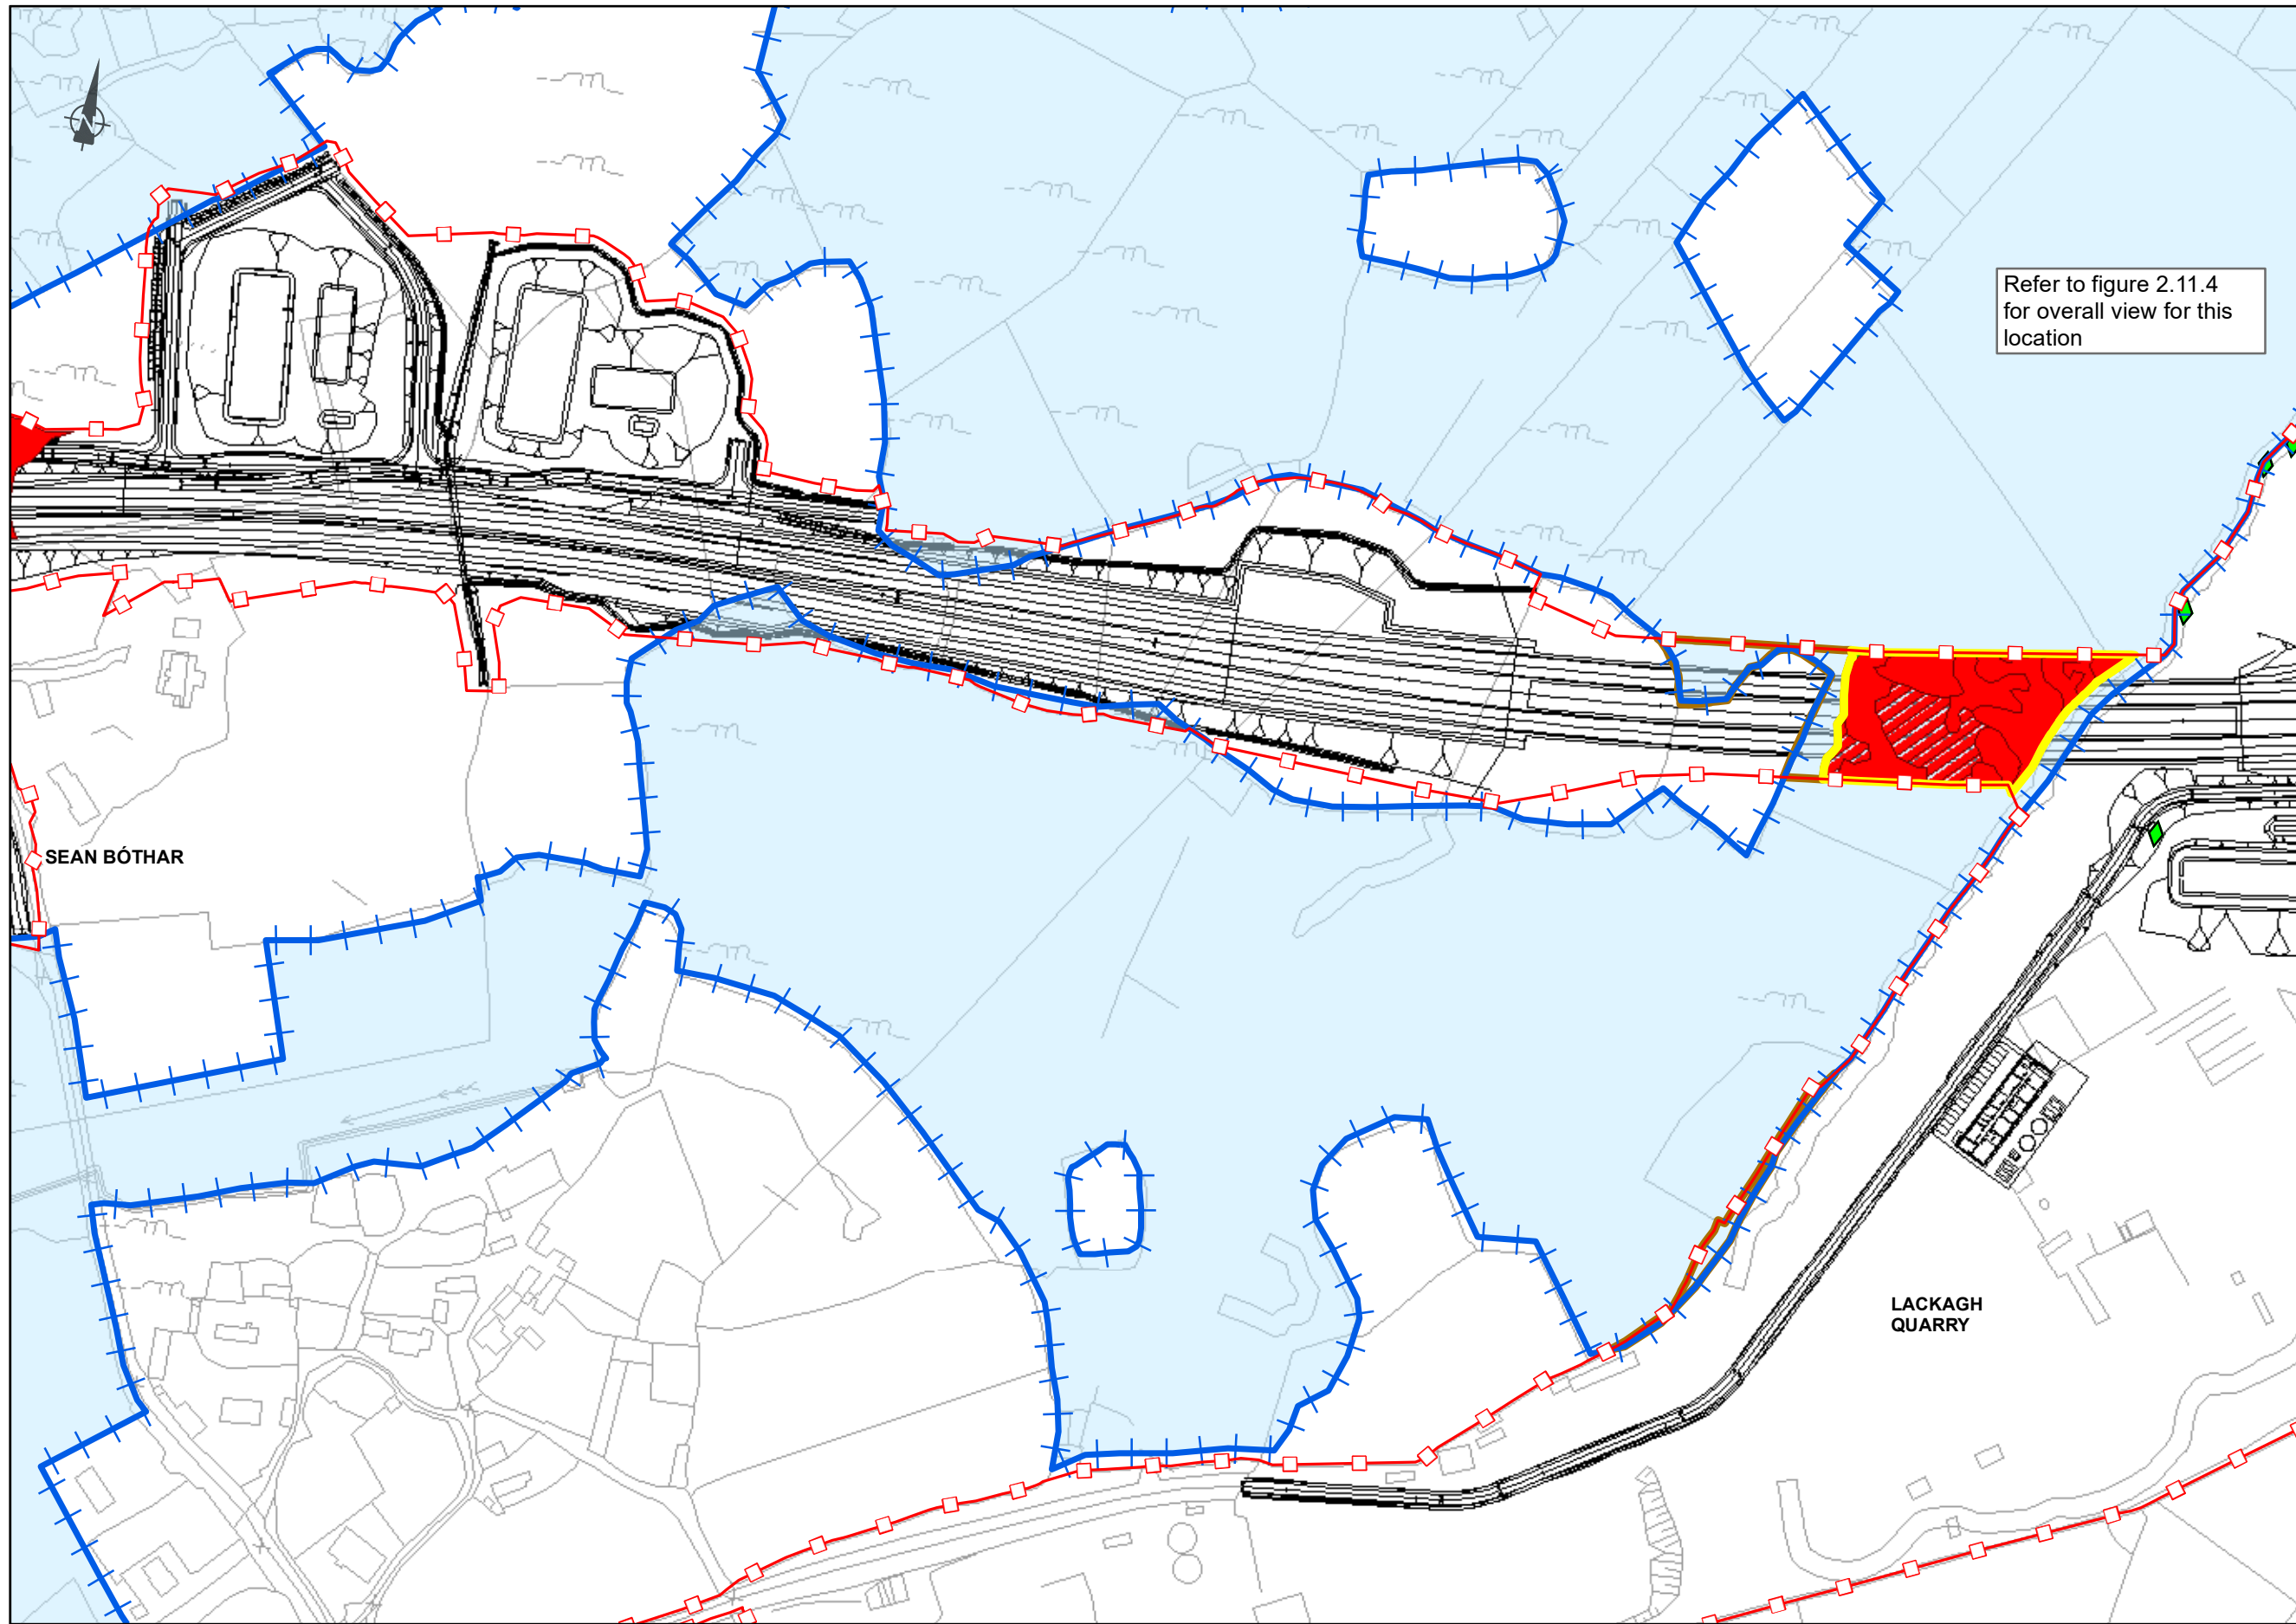 N
Refer to figure 2.11.4
for overall view for this
location
SEAN BÓTHAR
LACKAGH
QUARRY